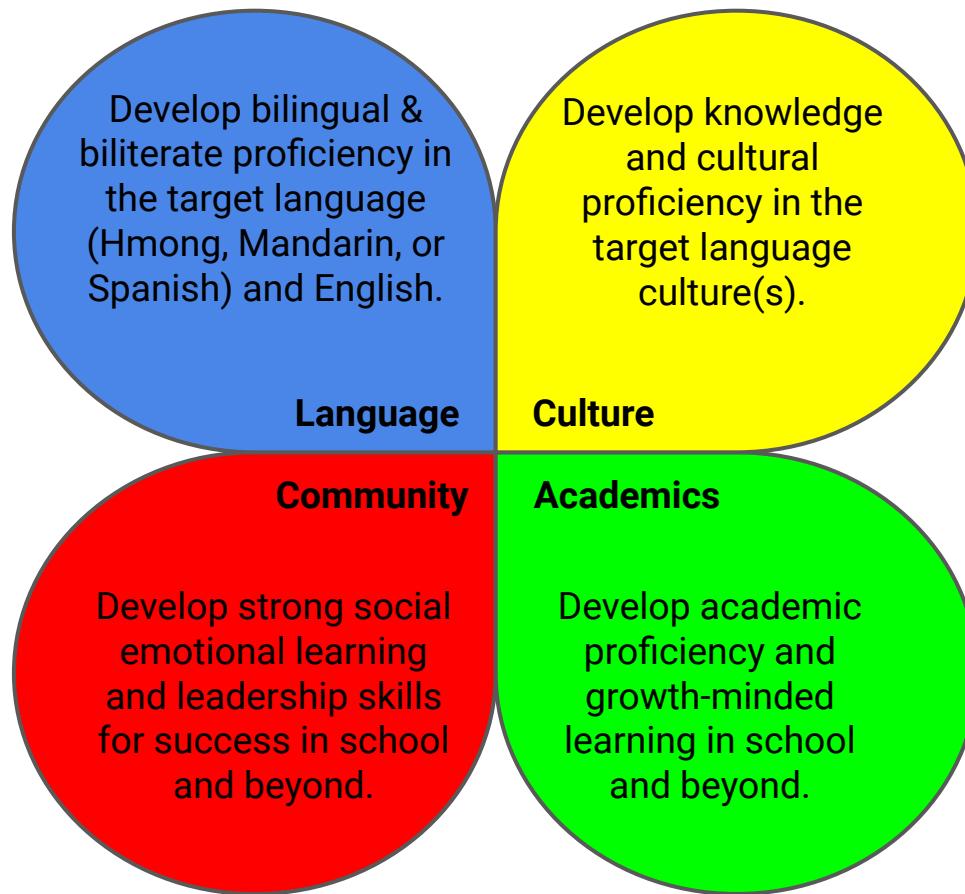 Develop bilingual &
biliterate proficiency in
the target language
(Hmong, Mandarin, or
Spanish) and English.
Language
Develop knowledge
and cultural
proficiency in the
target language
culture(s).
Culture
Community
Develop strong social
emotional learning
and leadership skills
for success in school
and beyond.
Academics
Develop academic
proficiency and
growth-minded
learning in school
and beyond.